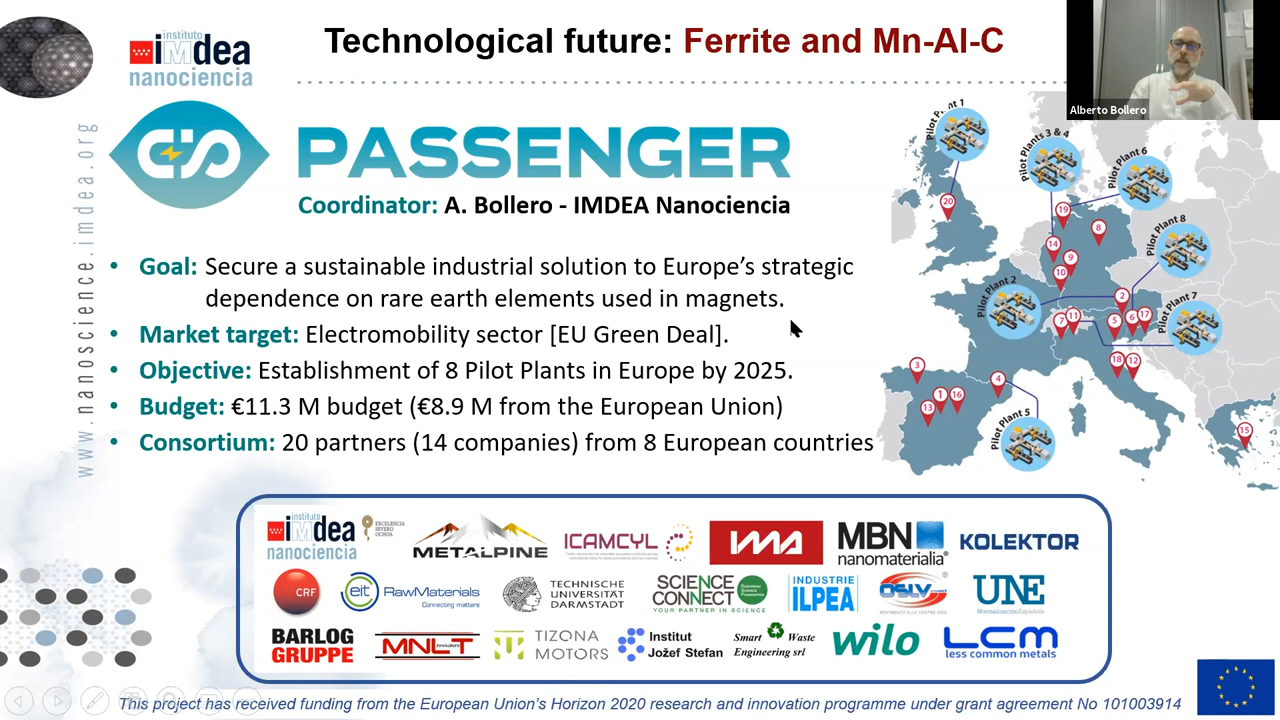 Technological future: Ferrite and Mn-Al-C
instituto
iMdea
nanociencia
Alberto Bollero
www.nanoscience.imdea.org
PASSENGER
Coordinator: A. Bollero - IMDEA Nanociencia
• Goal: Secure a sustainable industrial solution to Europe's strategic
dependence on rare earth elements used in magnets.
• Market target: Electromobility sector [EU Green Deal].
• Objective: Establishment of 8 Pilot Plants in Europe by 2025.
• Budget: €11.3 M budget (€8.9 M from the European Union)
• Consortium: 20 partners (14 companies) from 8 European countries
Pilot Plant 1
Pilot Plants 3 & 4
Pilot Plant 6
Pilot Plant 8
Pilot Plant 2
Pilot Plant 7
Pilot Plant 5
20
19
8
14
9
10
2
7
11
5
6
17
18
12
3
4
1
16
13
15
instituto
iMdea
nanociencia
EXCELENCIA
SEVERO
OCHOA
METALPINE
ICAMCYL
IMA
MBN
nanomaterialia
KOLEKTOR
CRF
eit RawMaterials
Connecting matters
TECHNISCHE
UNIVERSITÄT
DARMSTADT
SCIENCE
CONNECT
EUROPEAN
SCIENCE
FOUNDATION
YOUR PARTNER IN SCIENCE
INDUSTRIE
ILPEA
OSLV
UNE
BARLOG
GRUPPE
MNLT
Innovations
TIZONA
MOTORS
Institut
Jožef Stefan
Smart Waste
Engineering srl
wilo
LCM
less common metals
This project has received funding from the European Union's Horizon 2020 research and innovation programme under grant agreement No 101003914